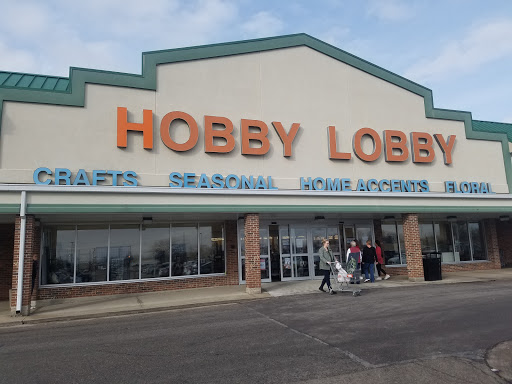 HOBBY LOBBY
CRAFTS SEASONAL HOME ACCENTS FLORAL